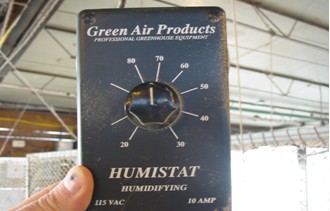 Green Air Products
PROFESSIONAL GREENHOUSE EQUIPMENT
70
80 60
50
40
20 30
HUMISTAT
HUMIDIFYING
115 VAC 10 AMP